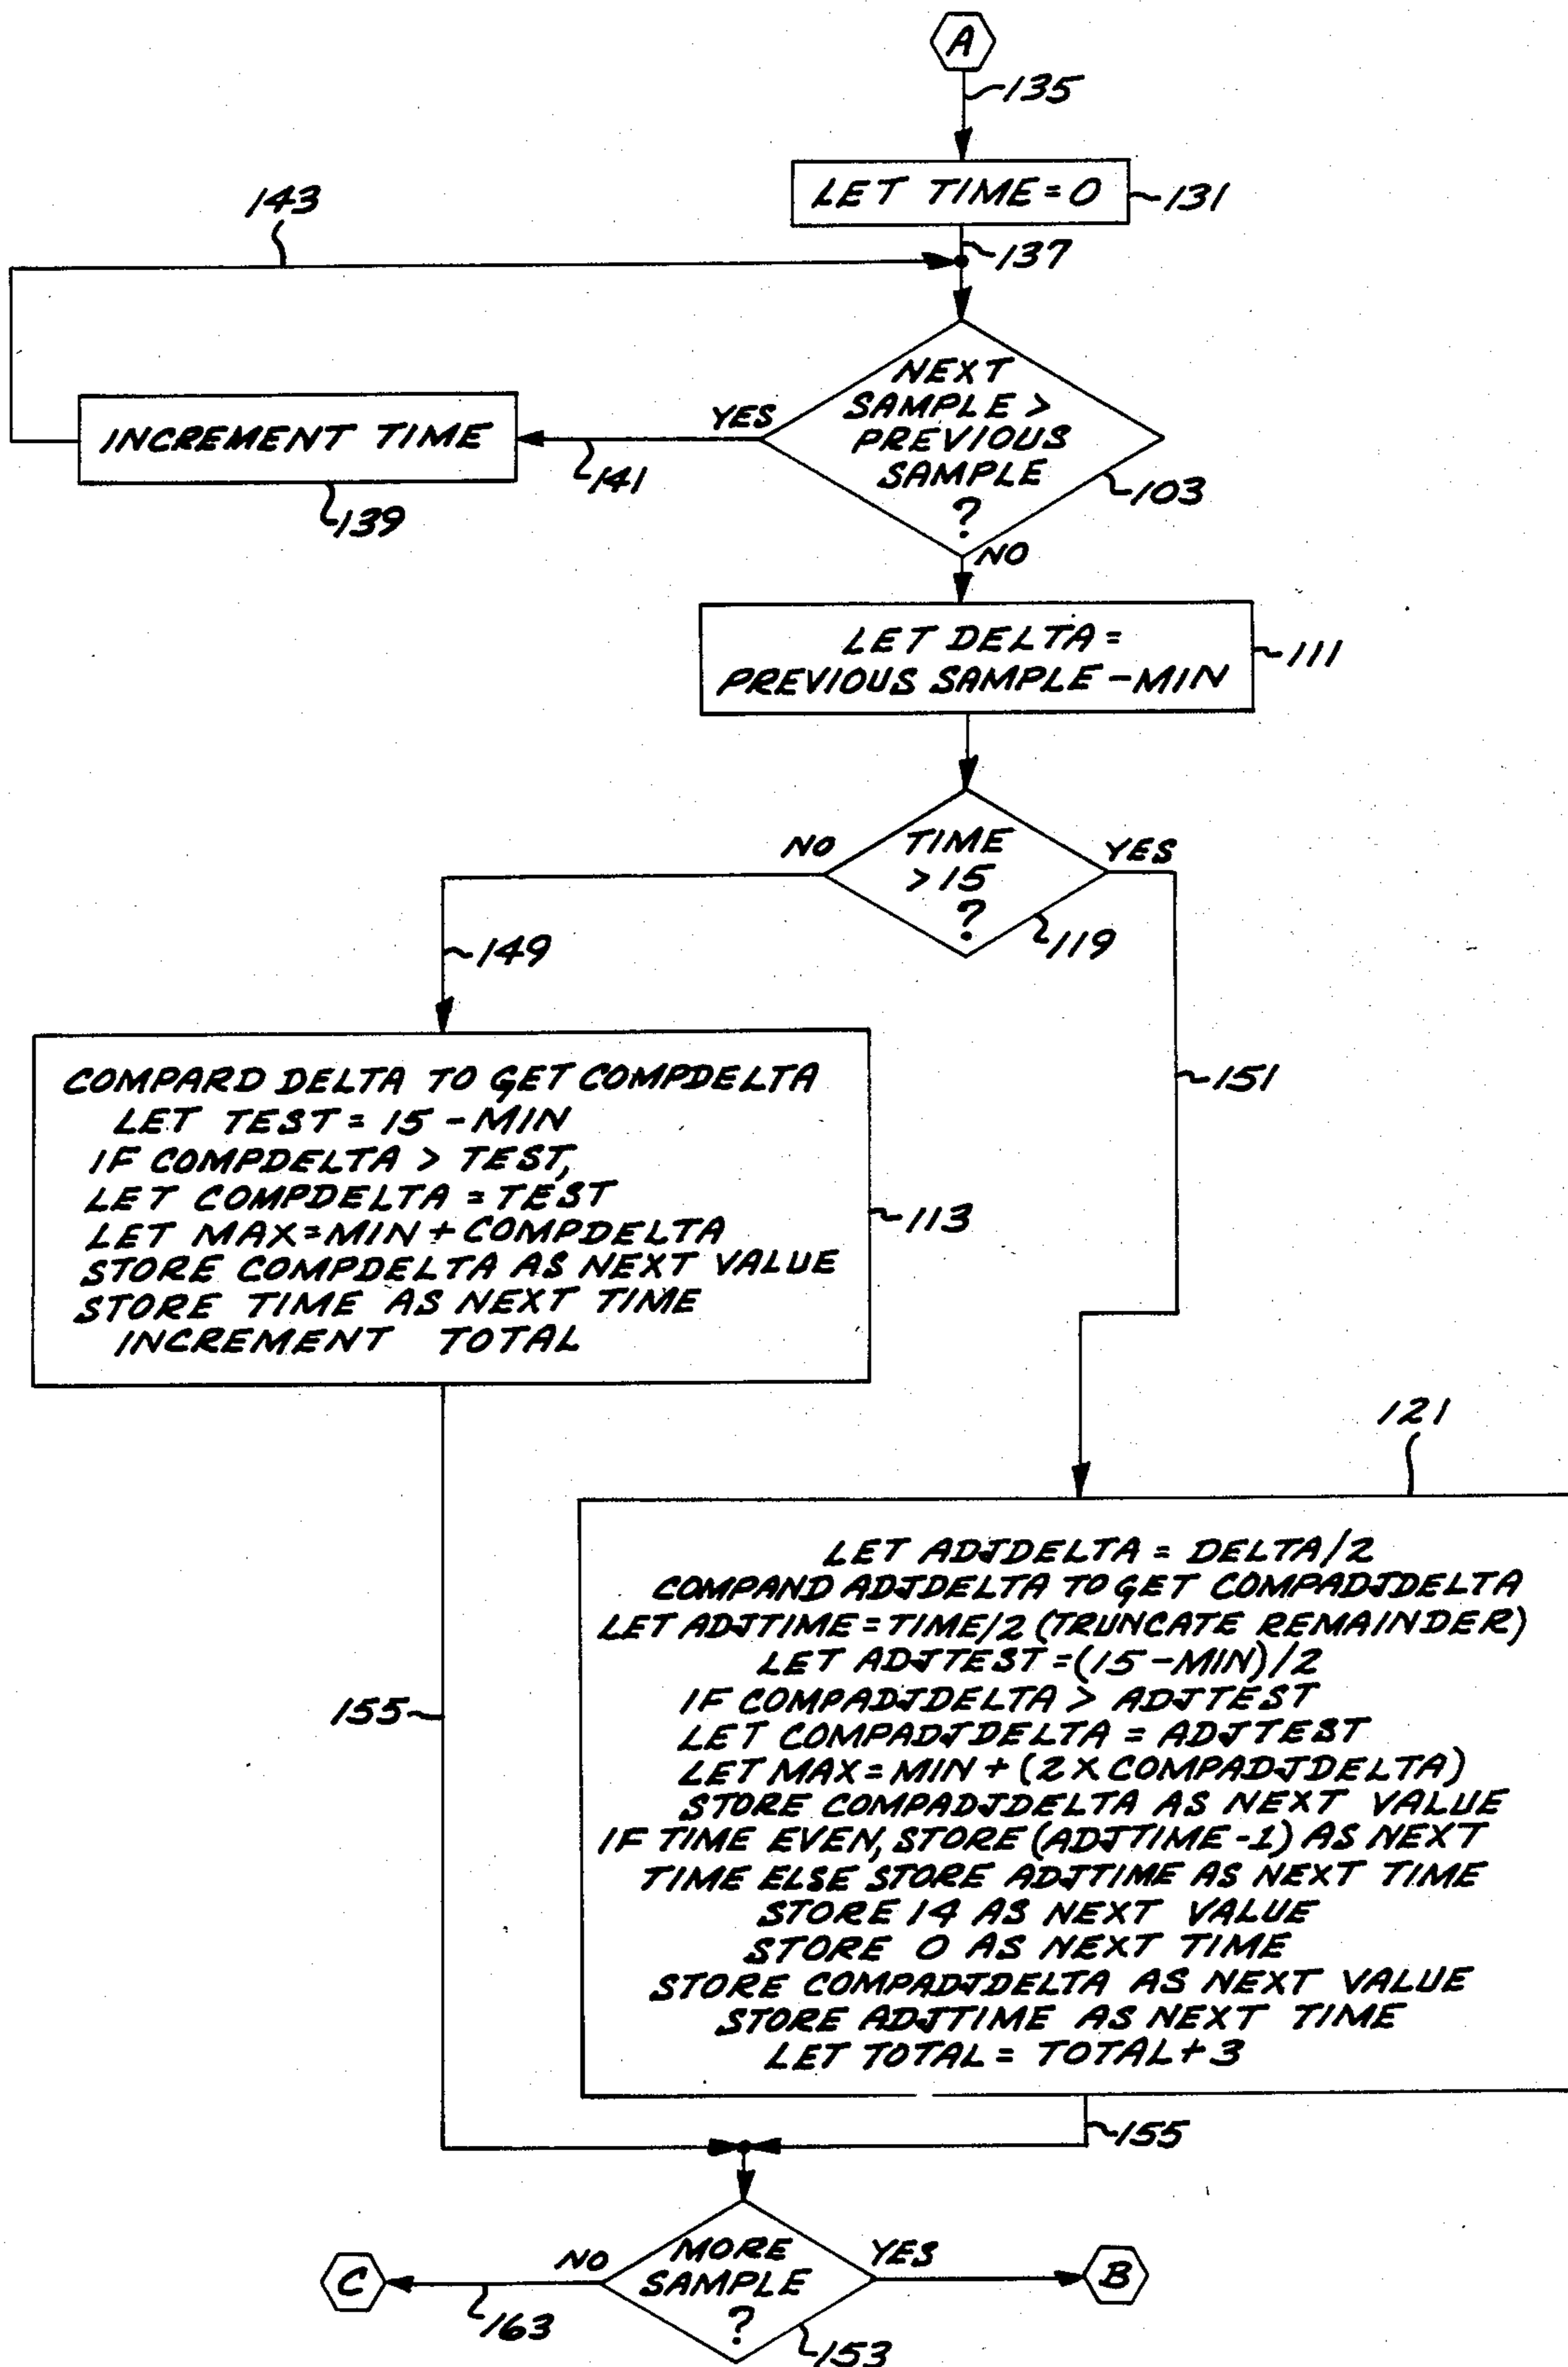 A
135
LET TIME = 0
131
143
137
NEXT
SAMPLE >
PREVIOUS
SAMPLE
?
103
YES
141
INCREMENT TIME
139
NO
LET DELTA =
PREVIOUS SAMPLE - MIN
111
TIME
> 15
?
119
NO
YES
149
151
COMPARD DELTA TO GET COMPDELTA
LET TEST = 15 - MIN
IF COMPDELTA > TEST,
LET COMPDELTA = TEST
LET MAX = MIN + COMPDELTA
STORE COMPDELTA AS NEXT VALUE
STORE TIME AS NEXT TIME
INCREMENT TOTAL
113
121
LET ADJDELTA = DELTA/2
COMPAND ADJDELTA TO GET COMPADJDELTA
LET ADJTIME = TIME/2 (TRUNCATE REMAINDER)
LET ADJTEST = (15 - MIN)/2
IF COMPADJDELTA > ADJTEST
LET COMPADJDELTA = ADJTEST
LET MAX = MIN + (2 X COMPADJDELTA)
STORE COMPADJDELTA AS NEXT VALUE
IF TIME EVEN, STORE (ADJTIME - 1) AS NEXT
TIME ELSE STORE ADJTIME AS NEXT TIME
STORE 14 AS NEXT VALUE
STORE 0 AS NEXT TIME
STORE COMPADJDELTA AS NEXT VALUE
STORE ADJTIME AS NEXT TIME
LET TOTAL = TOTAL + 3
155
155
MORE
SAMPLE
?
153
NO
YES
C
163
B